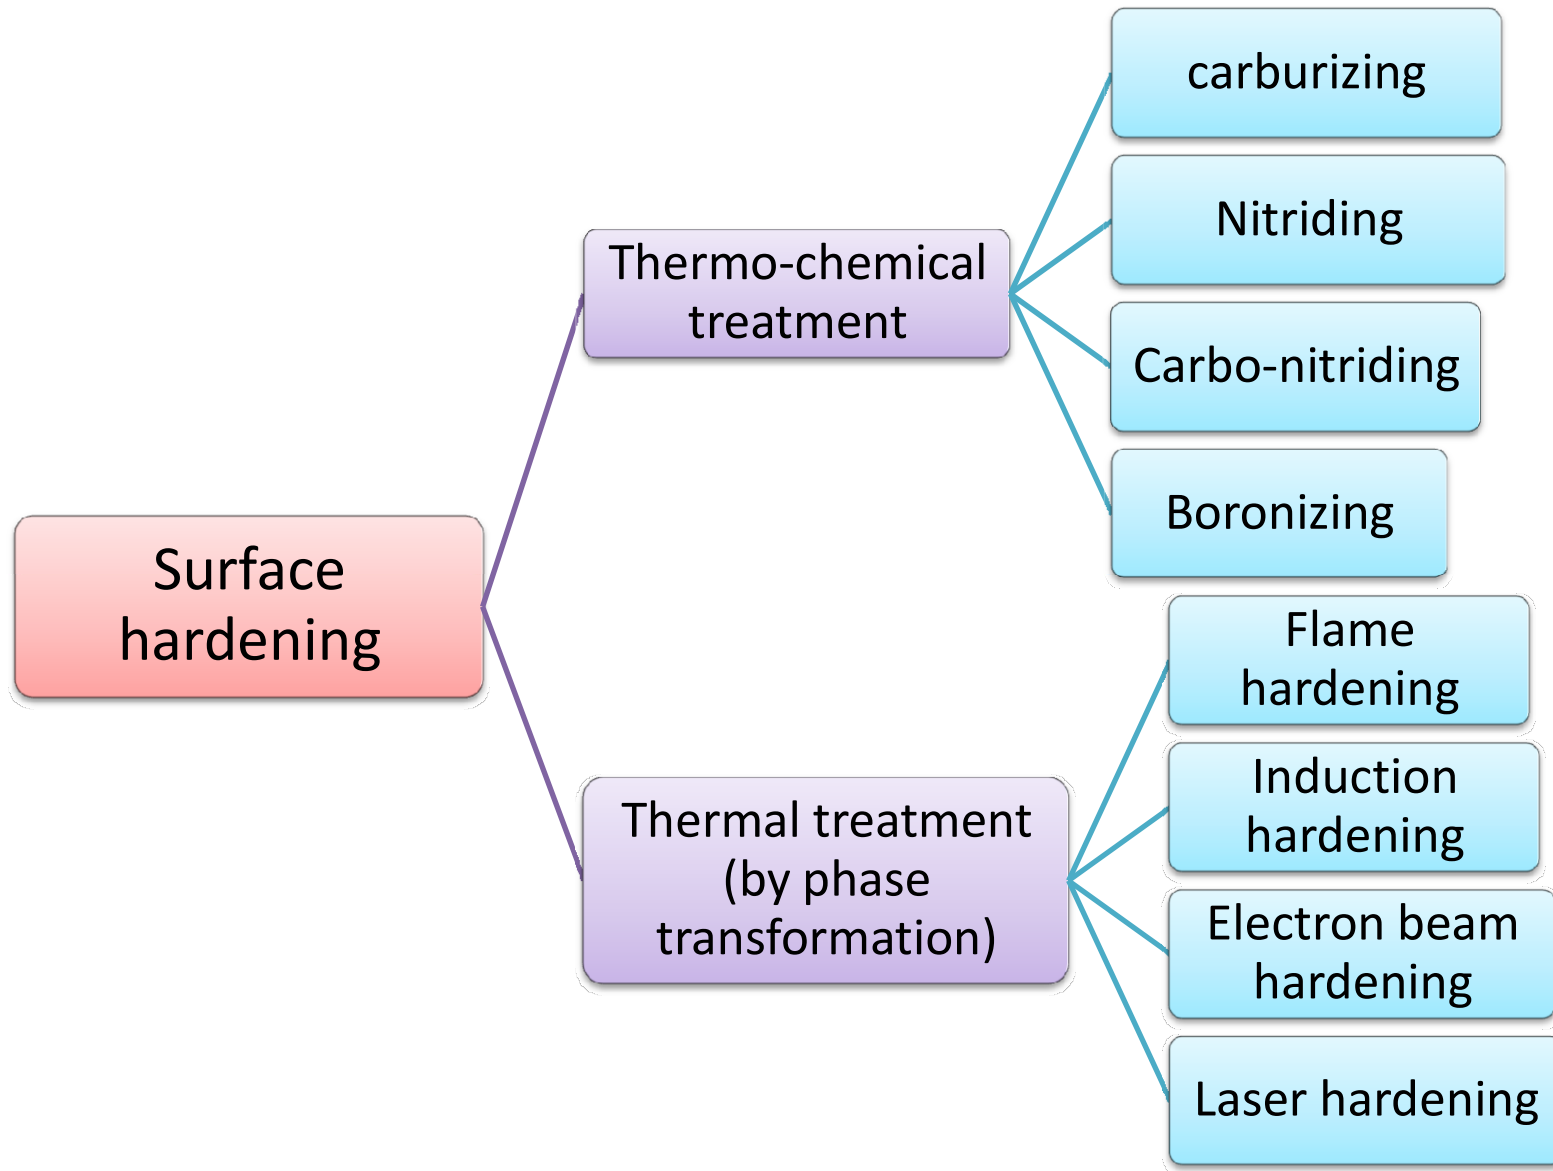 carburizing
Nitriding
Thermo-chemical
treatment
Carbo-nitriding
Boronizing
Surface
hardening
Flame
hardening
Induction
hardening
Thermal treatment
(by phase
transformation)
Electron beam
hardening
Laser hardening